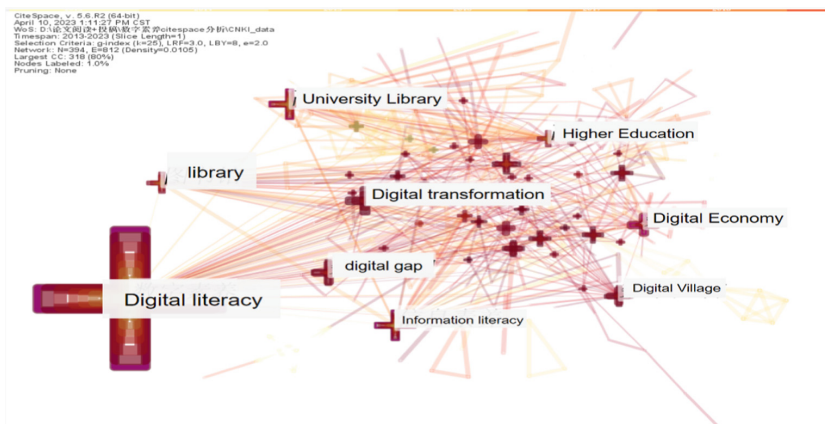 CiteSpace, v. 5.6.R2 (64-bit)
April 10, 2023 1:11:27 PM CST
WoS: D:\论文阅读+投稿\数字素养citespace分析\CNKI_data
Timespan: 2013-2023 (Slice Length=1)
Selection Criteria: g-index (k=25), LRF=3.0, LBY=8, e=2.0
Network: N=394, E=812 (Density=0.0105)
Largest CC: 318 (80%)
Nodes Labeled: 1.0%
Pruning: None
University Library
Higher Education
library
Digital transformation
Digital Economy
digital gap
Digital Village
Digital literacy
Information literacy